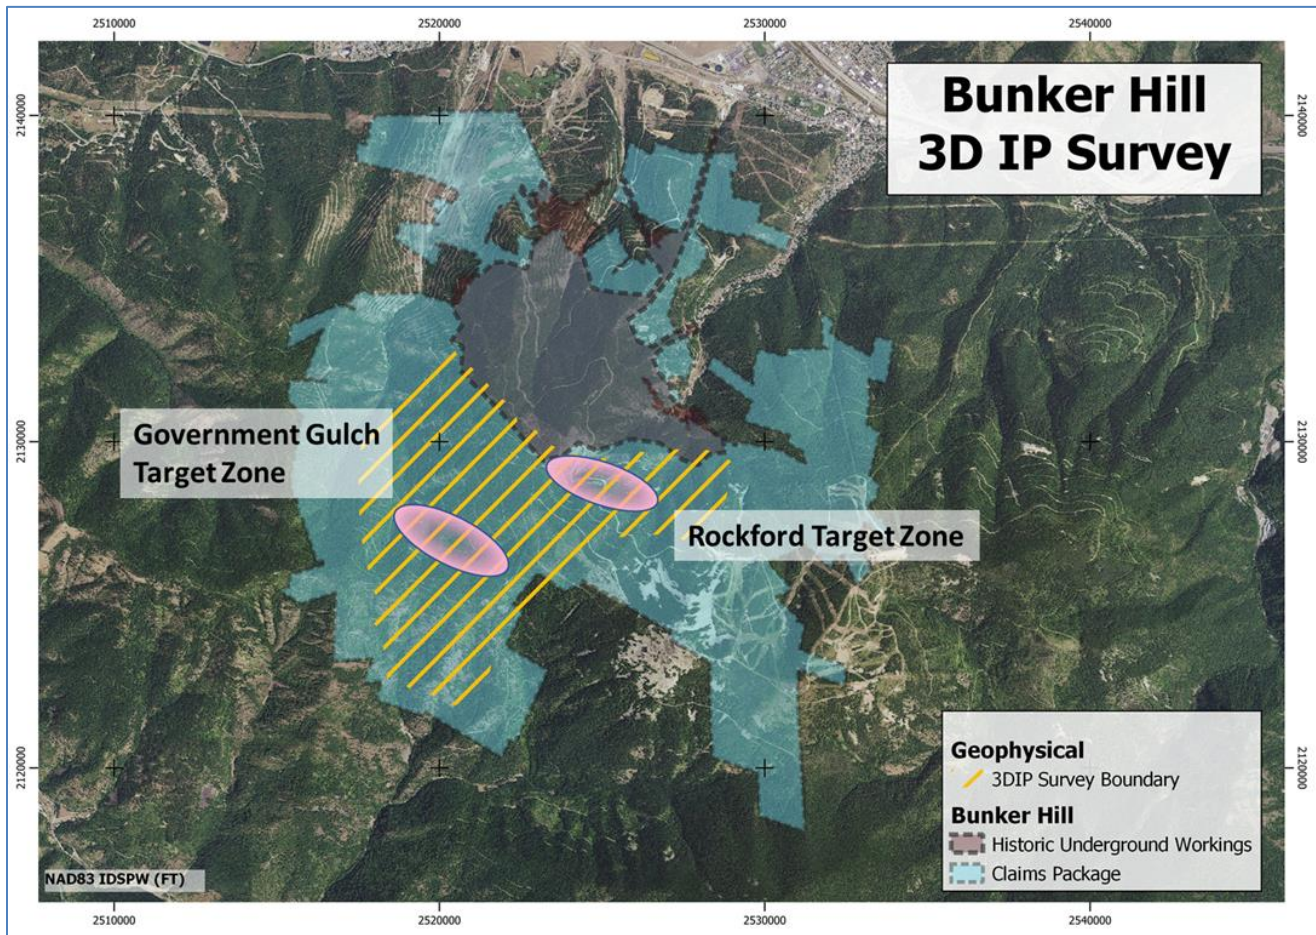 2510000
2520000
2530000
2540000
Bunker Hill
3D IP Survey
2140000
2140000
Government Gulch
Target Zone
2130000
2130000
Rockford Target Zone
Geophysical
3DIP Survey Boundary
Bunker Hill
Historic Underground Workings
Claims Package
2120000
2120000
NAD83 IDSPW (FT)
2510000
2520000
2530000
2540000